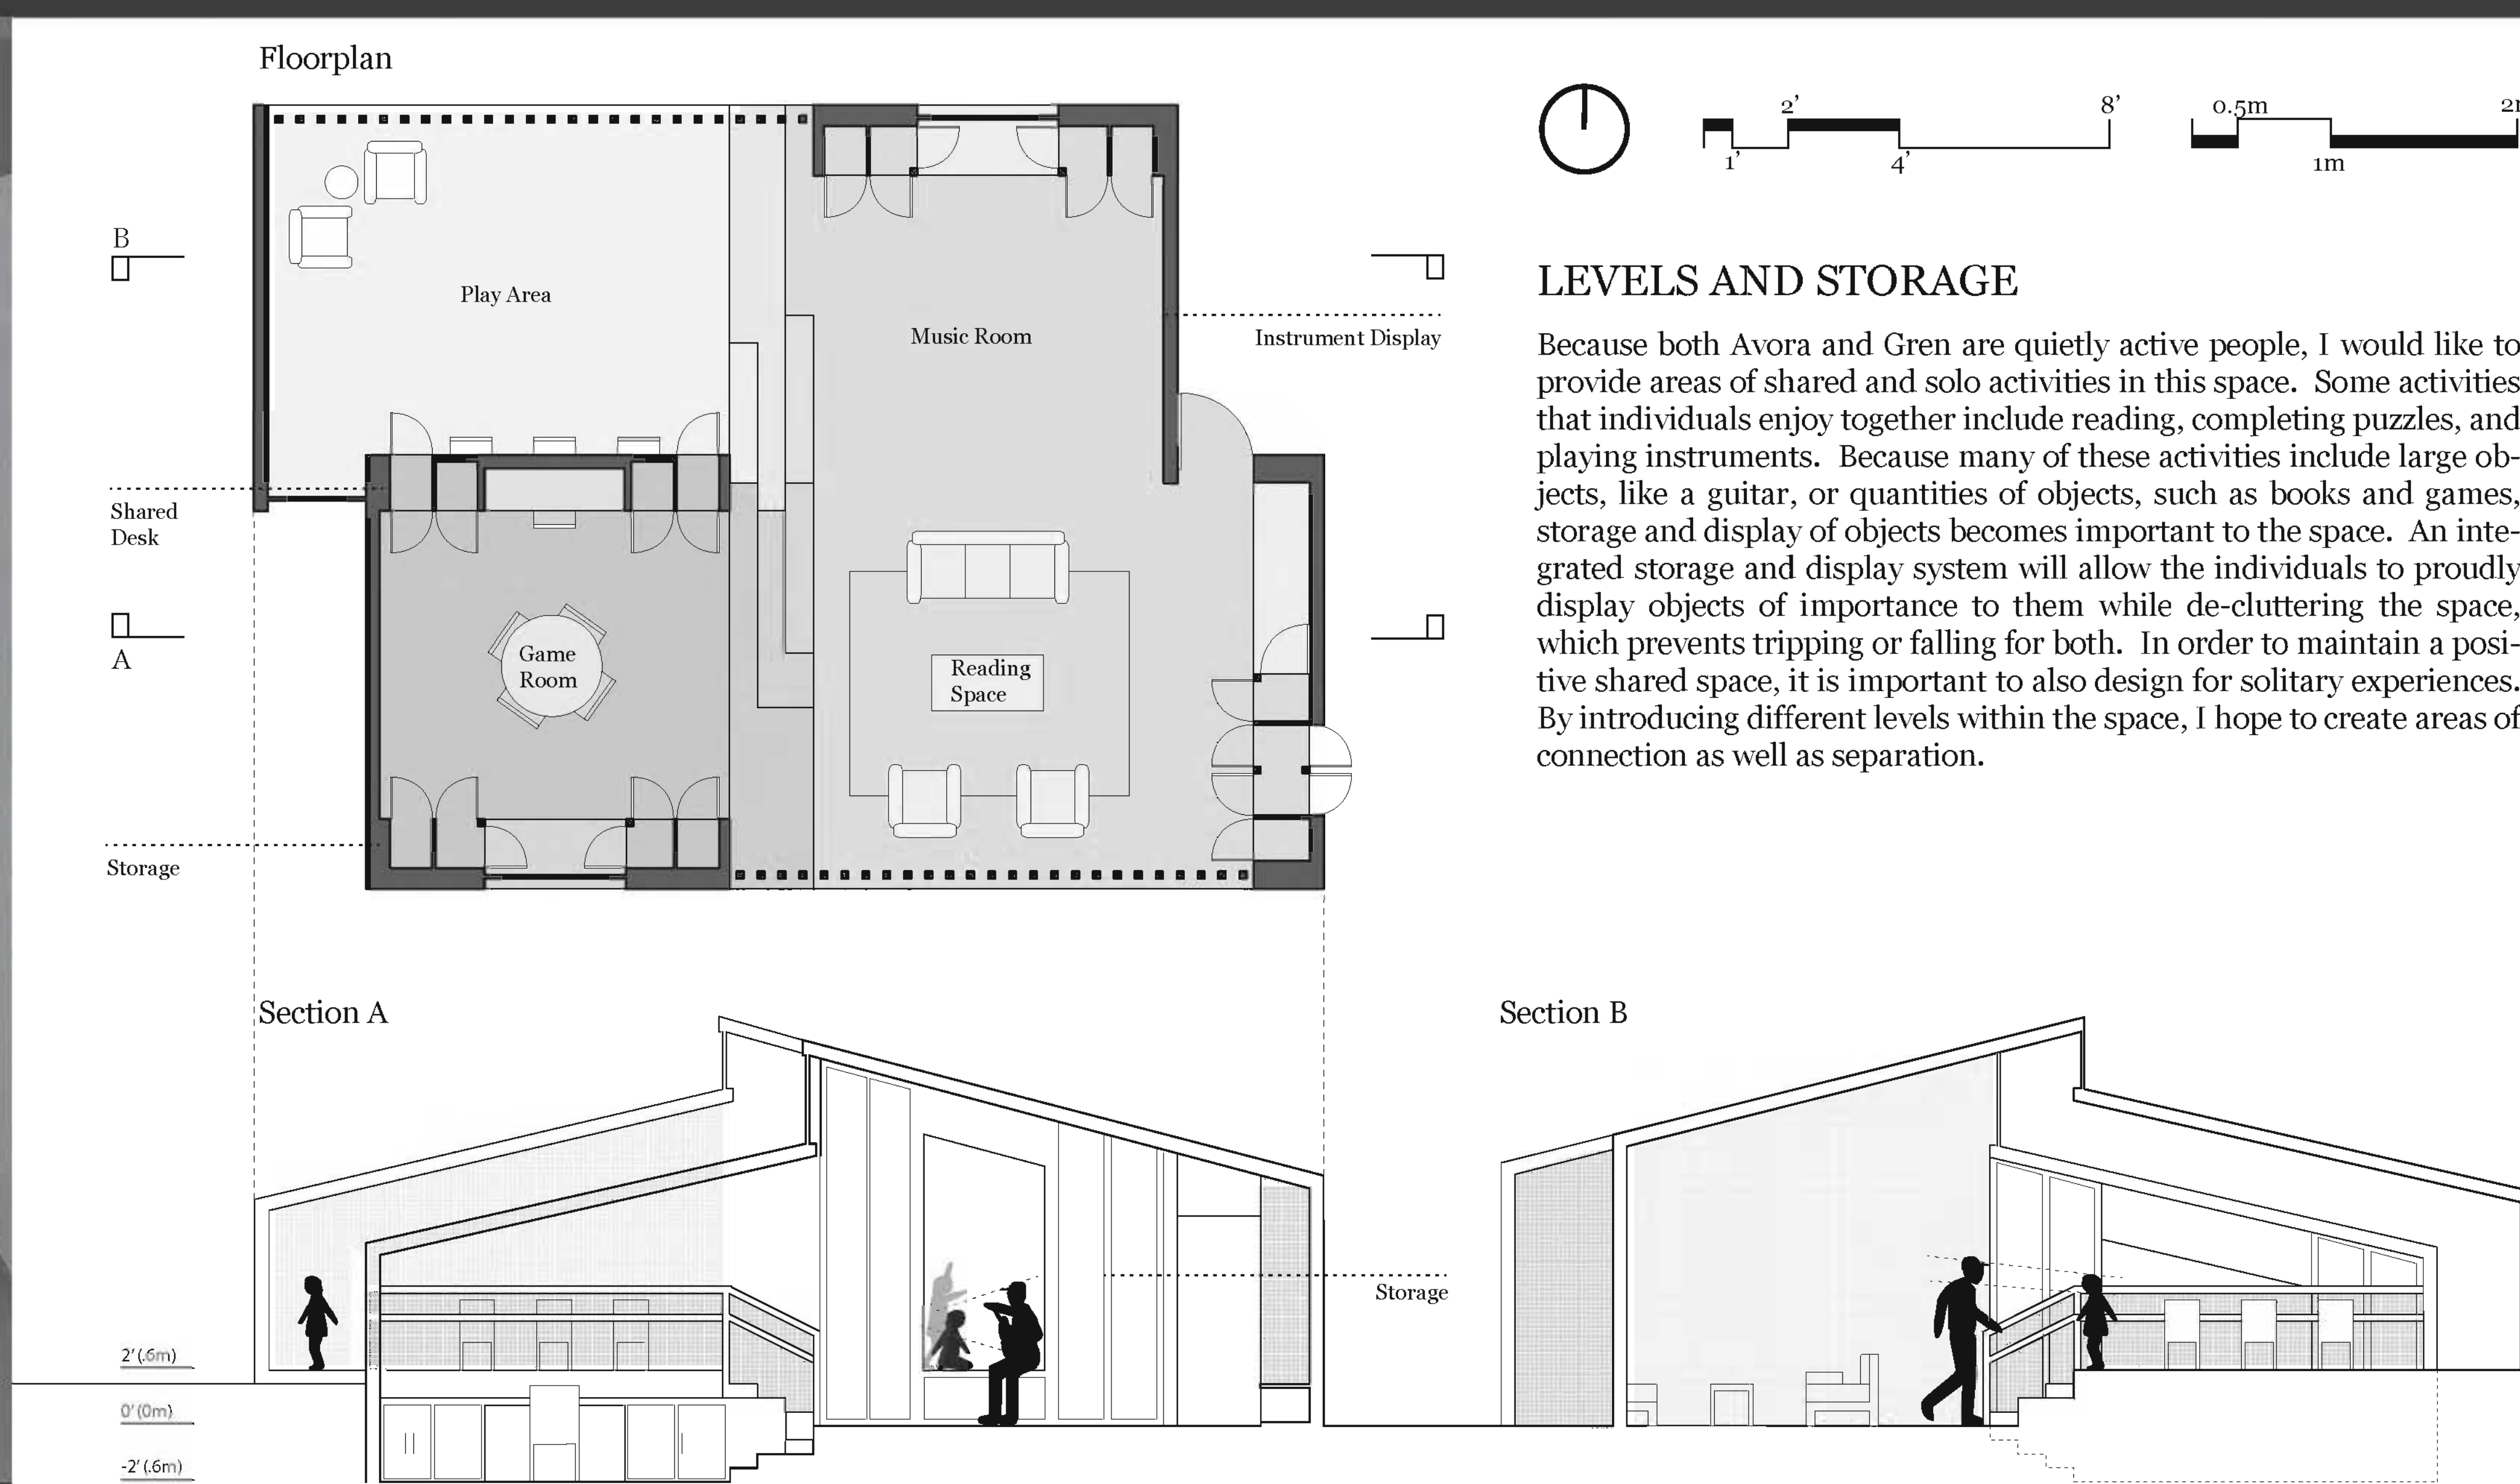 Floorplan
2'
8'
0.5m
1'
4'
1m
B
LEVELS AND STORAGE
Play Area
Music Room
Instrument Display
Because both Avora and Gren are quietly active people, I would like to
provide areas of shared and solo activities in this space. Some activities
that individuals enjoy together include reading, completing puzzles, and
playing instruments. Because many of these activities include large ob-
jects, like a guitar, or quantities of objects, such as books and games,
storage and display of objects becomes important to the space. An inte-
grated storage and display system will allow the individuals to proudly
display objects of importance to them while de-cluttering the space,
which prevents tripping or falling for both. In order to maintain a posi-
tive shared space, it is important to also design for solitary experiences.
By introducing different levels within the space, I hope to create areas of
connection as well as separation.
Shared
Desk
A
Game
Room
Reading
Space
Storage
Section A
Section B
Storage
2' (.6m)
0' (0m)
-2' (.6m)